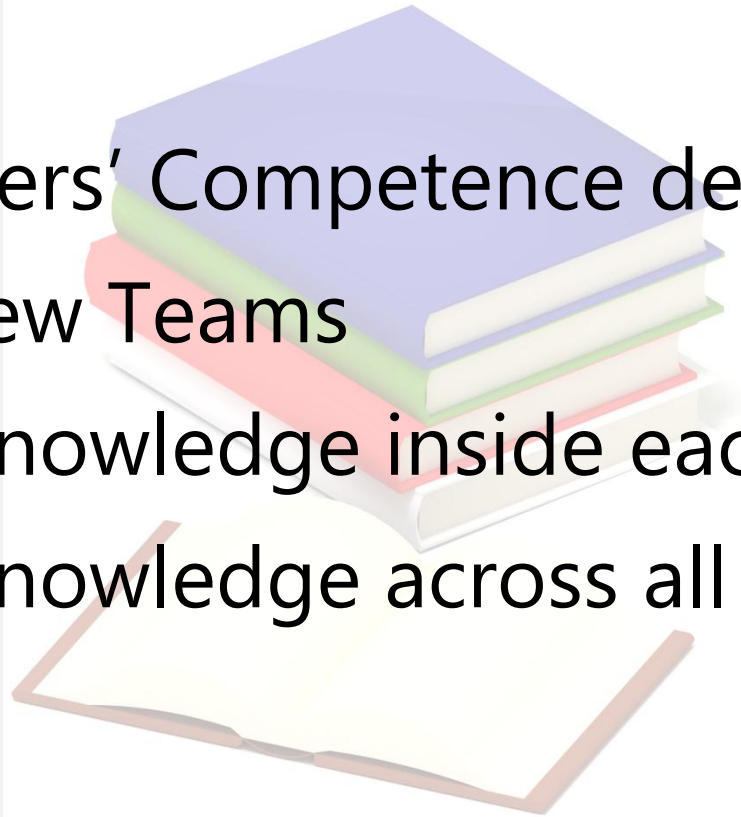 ers’ Competence de
ew Teams
nowledge inside eac
nowledge across all